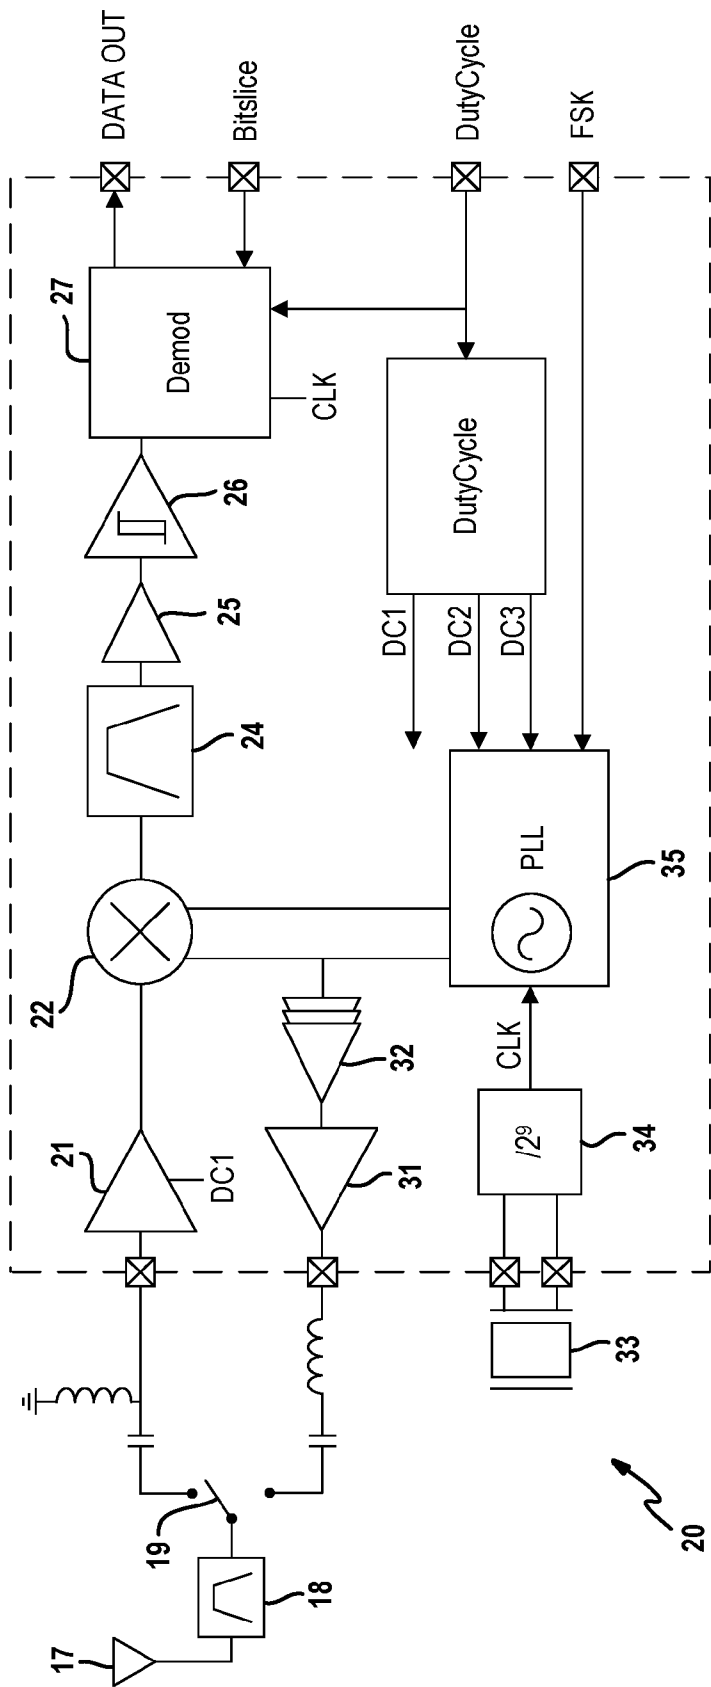 DATA OUT
Bitslice
DutyCycle
FSK
27
Demod
CLK
26
25
24
DutyCycle
DC1
DC2
DC3
22
PLL
35
21
DC1
32
31
CLK
/2⁹
34
33
19
18
17
20